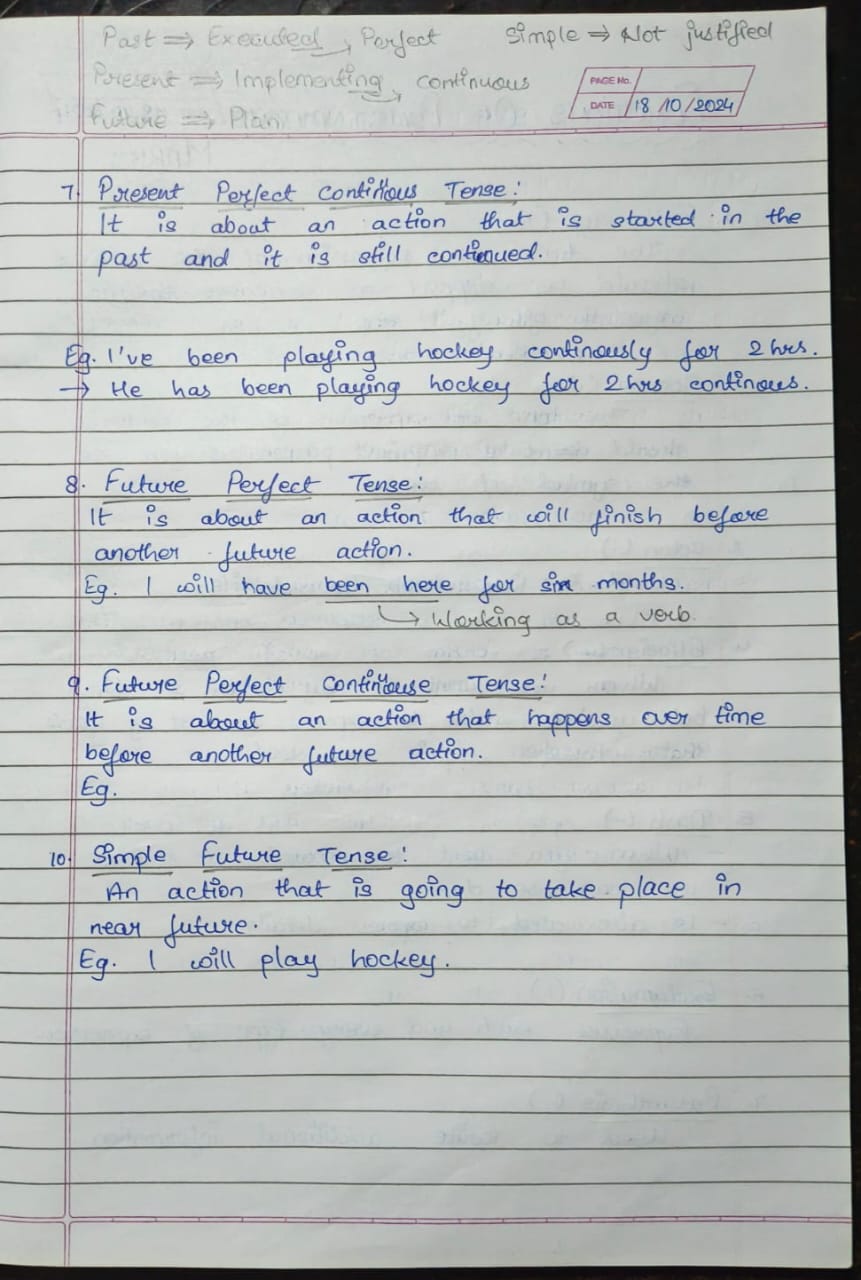 Past ⇒ Executed, Perfect Simple ⇒ Not justified
Present ⇒ Implementing, continuous
Future ⇒ Plan
PAGE No.
DATE 18/10/2024
7. Present Perfect Continous Tense:
It is about an action that is started in the
past and it is still continued.
Eg. I've been playing hockey continously for 2 hrs.
→ He has been playing hockey for 2 hrs continous.
8. Future Perfect Tense:
It is about an action that will finish before
another future action.
Eg. I will have been here for six months.
↳ Working as a verb.
9. Future Perfect Continouse Tense:
It is about an action that happens over time
before another future action.
Eg.
10. Simple Future Tense:
An action that is going to take place in
near future.
Eg. I will play hockey.